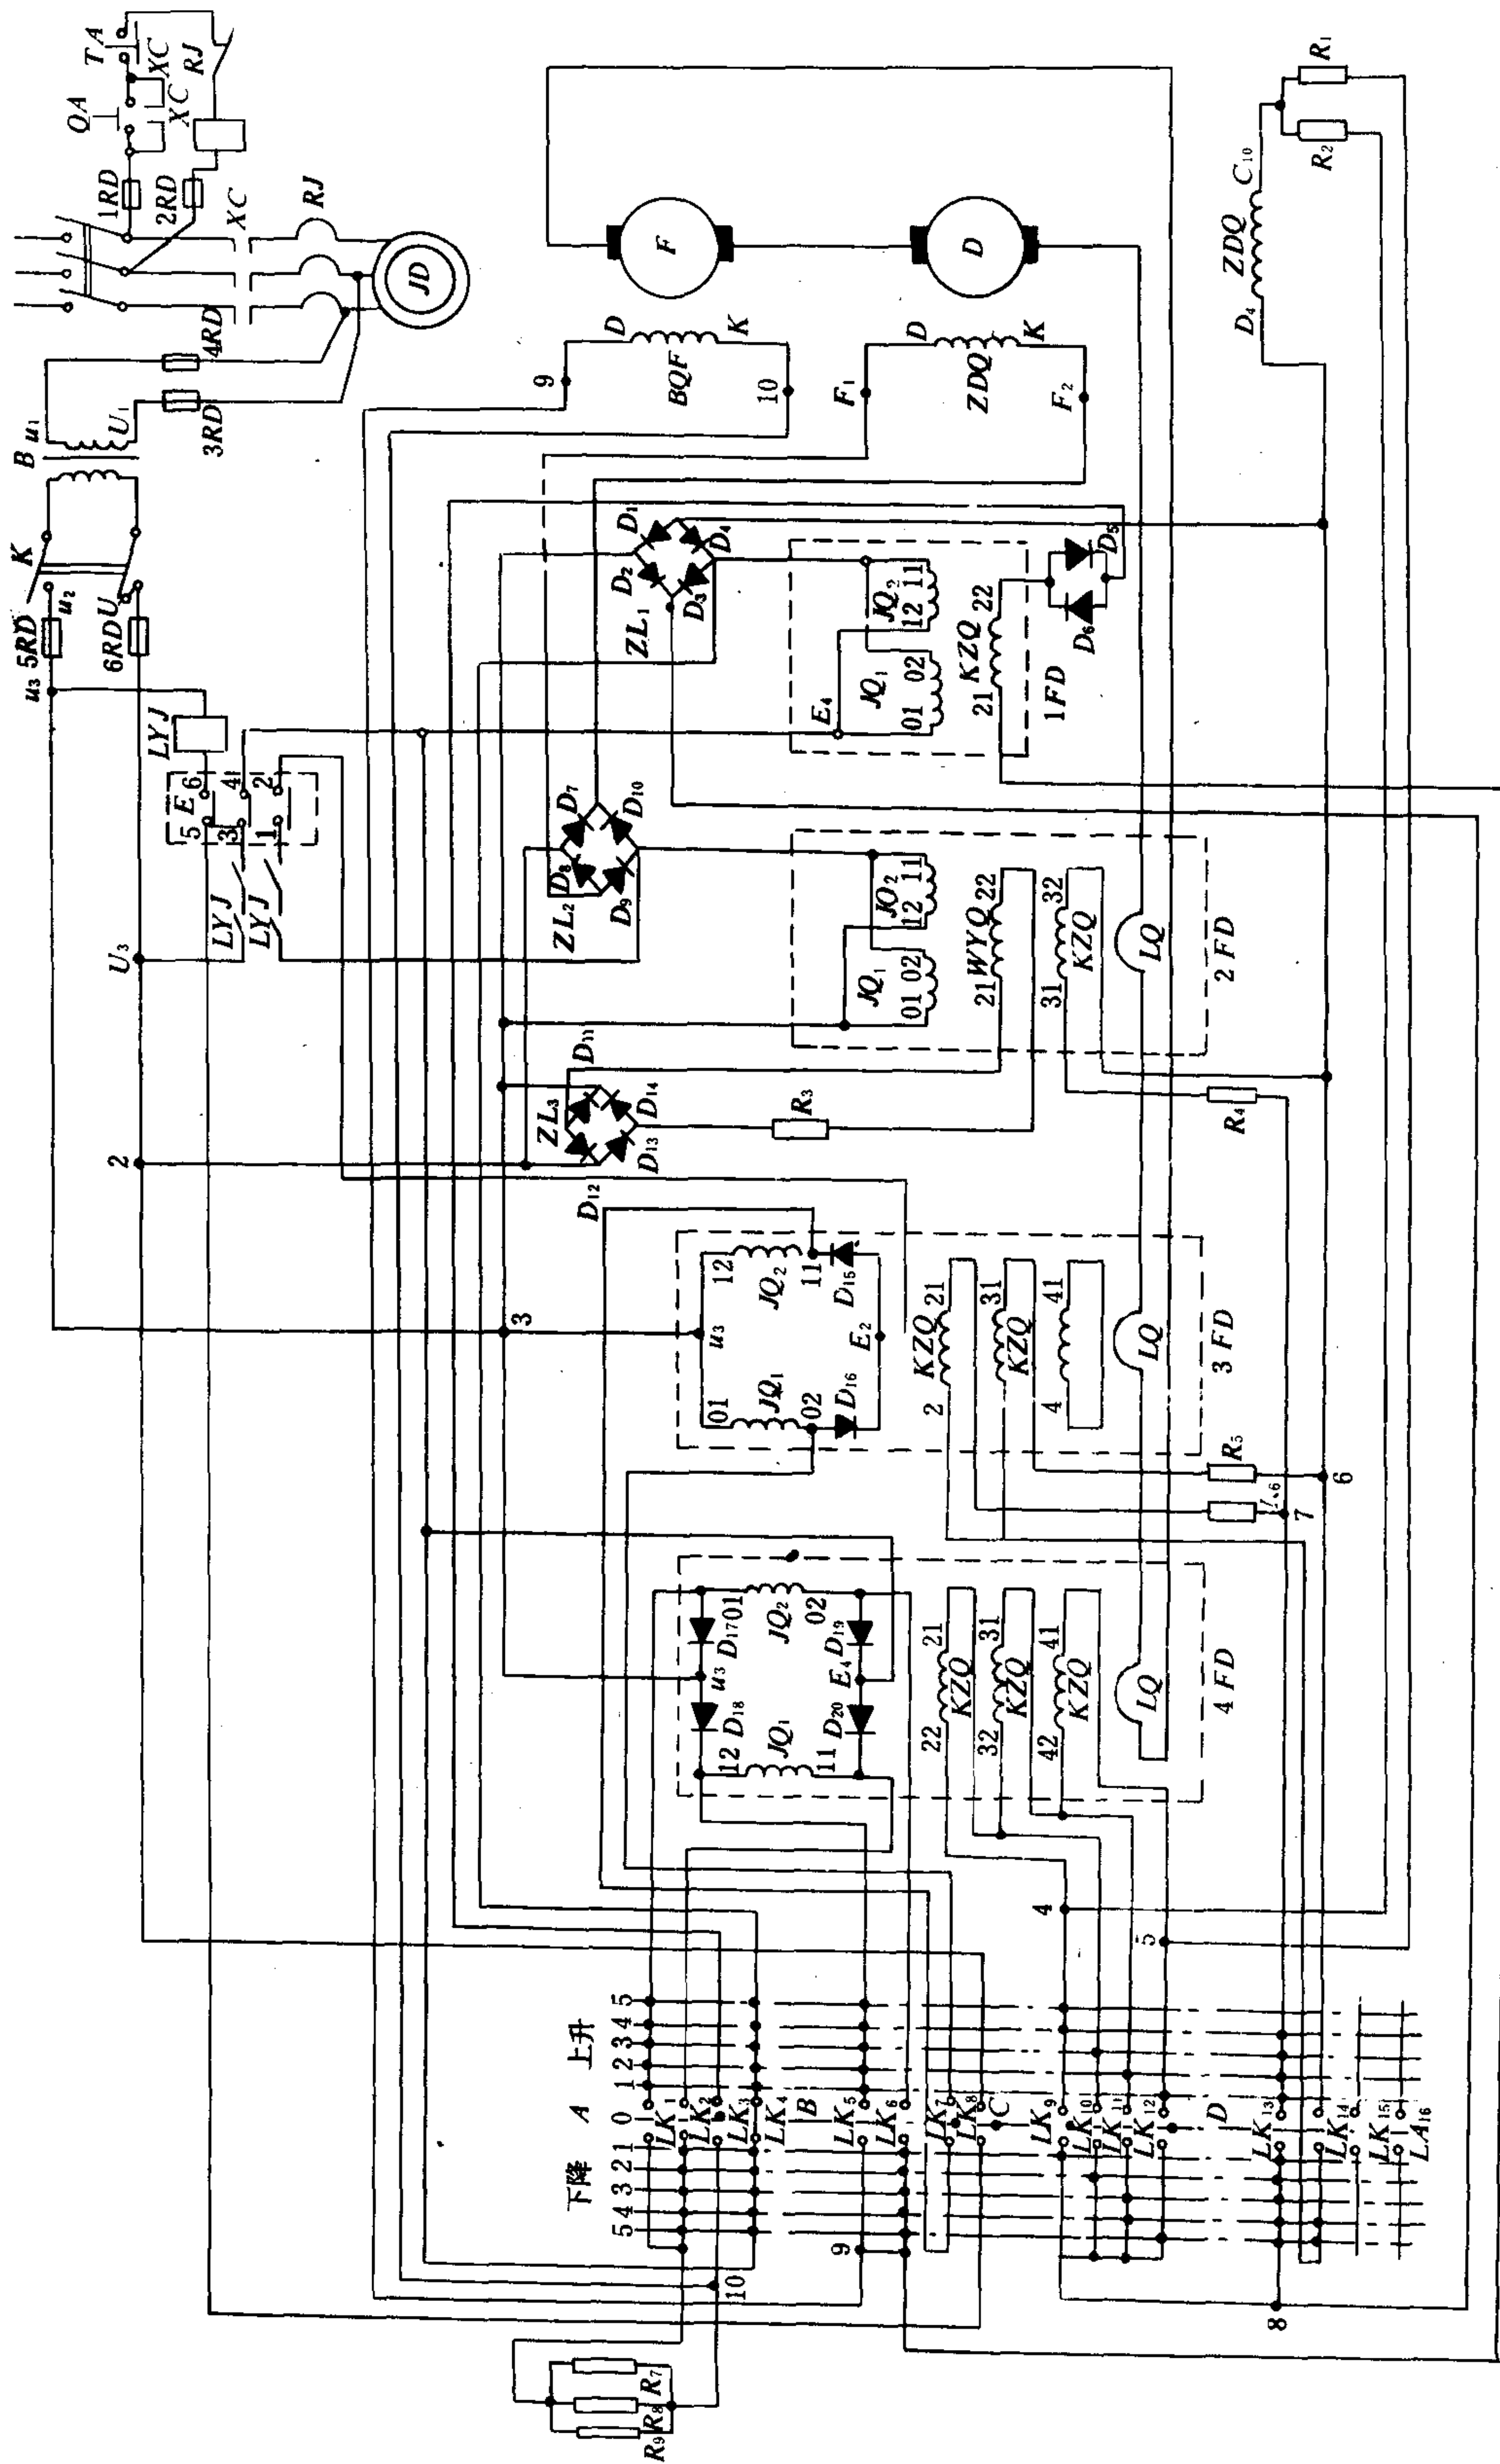 TA
QA
XC
XC
RJ
1RD
2RD
XC
RJ
JD
4RD
3RD
B
u₁
U₁
K
u₂
U
5RD
6RD
u₃
LYJ
E
5 6
3 4
1 2
LYJ
LYJ
U₃
2
3
F
D
D
K
BQF
9
10
D
K
ZDQ
F₁
F₂
ZDQ
D₄
C₁₀
R₁
R₂
D₁
D₂
D₃
D₄
ZL₁
D₅
D₆
E₄
JQ₁
01 02
JQ₂
12 11
KZQ
21 22
1FD
D₇
D₈
D₉
D₁₀
ZL₂
JQ₁
01 02
JQ₂
12 11
WYQ
21 22
31 32
KZQ
LQ
2FD
ZL₃
D₁₁
D₁₂
D₁₃
D₁₄
R₃
R₄
u₃
12
JQ₂
11
D₁₅
01
JQ₁
02
D₁₆
E₂
KZQ
2 21
31
KZQ
4 41
LQ
3FD
R₅
6
7
D₁₇
01
JQ₂
02
D₁₉
u₃
E₄
D₁₈
12
JQ₁
11
D₂₀
22 21
KZQ
32 31
KZQ
42 41
KZQ
LQ
4FD
4
5
下降
上升
5 4 3 2 1 0 1 2 3 4 5
A
LK₁
LK₂
LK₃
LK₄
B
LK₅
LK₆
LK₇
LK₈
C
LK₉
LK₁₀
LK₁₁
LK₁₂
D
LK₁₃
LK₁₄
LK₁₅
LA₁₆
9
10
8
R₇
R₈
R₉